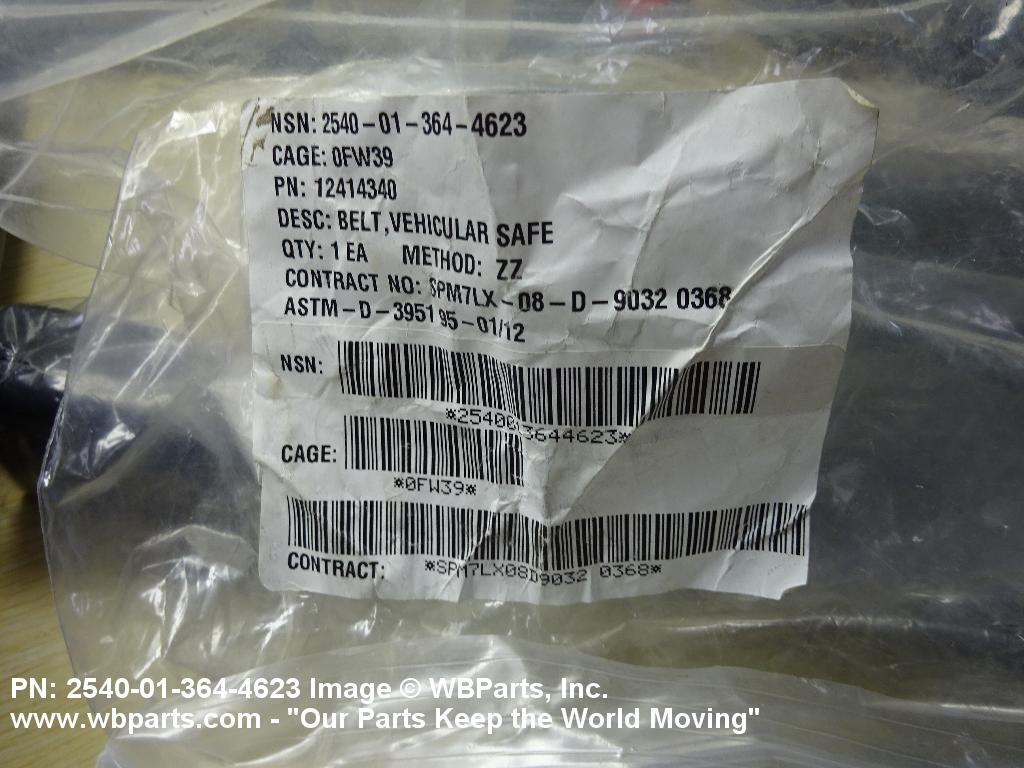 NSN: 2540-01-364-4623
CAGE: 0FW39
PN: 12414340
DESC: BELT,VEHICULAR SAFE
QTY: 1 EA METHOD: ZZ
CONTRACT NO: SPM7LX-08-D-9032 0368
ASTM-D-3951 95-01/12
NSN:
*2540013644623*
CAGE:
*0FW39*
CONTRACT: *SPM7LX08D9032 0368*
PN: 2540-01-364-4623 Image © WBParts, Inc.
www.wbparts.com - "Our Parts Keep the World Moving"